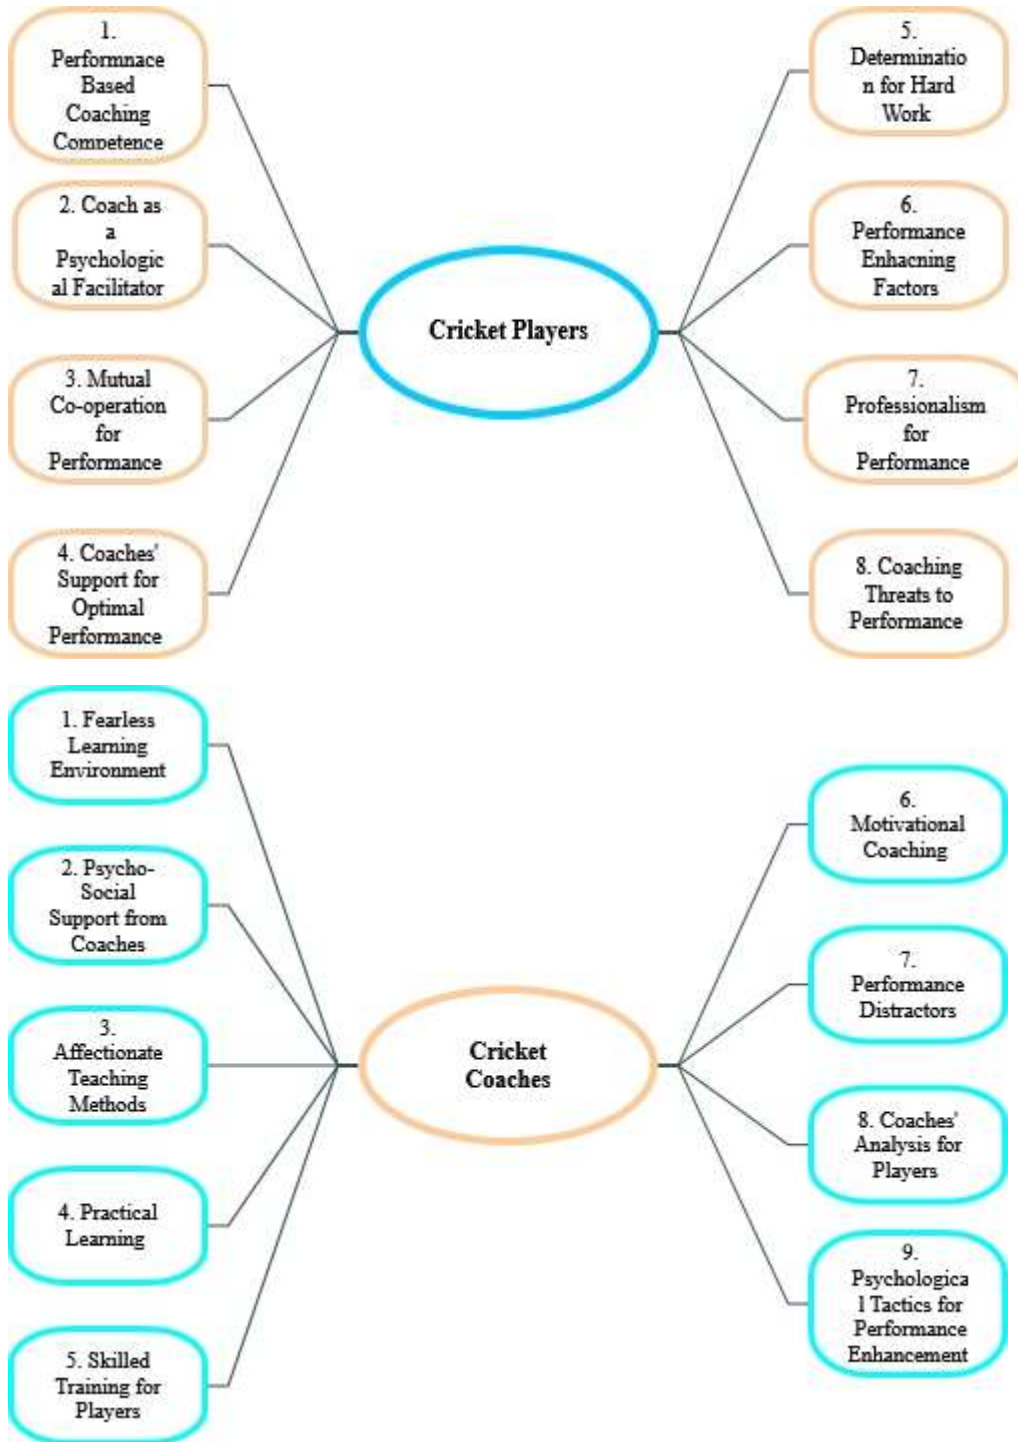 1.
Performnace
Based
Coaching
Competence
2. Coach as
a
Psychologic
al Facilitator
3. Mutual
Co-operation
for
Performance
4. Coaches'
Support for
Optimal
Performance
Cricket Players
5.
Determinatio
n for Hard
Work
6.
Performance
Enhacning
Factors
7.
Professionalism
for
Performance
8. Coaching
Threats to
Performance
1. Fearless
Learning
Environment
2. Psycho-
Social
Support from
Coaches
3.
Affectionate
Teaching
Methods
4. Practical
Learning
5. Skilled
Training for
Players
Cricket
Coaches
6.
Motivational
Coaching
7.
Performance
Distractors
8. Coaches'
Analysis for
Players
9.
Psychologica
l Tactics for
Performance
Enhancement